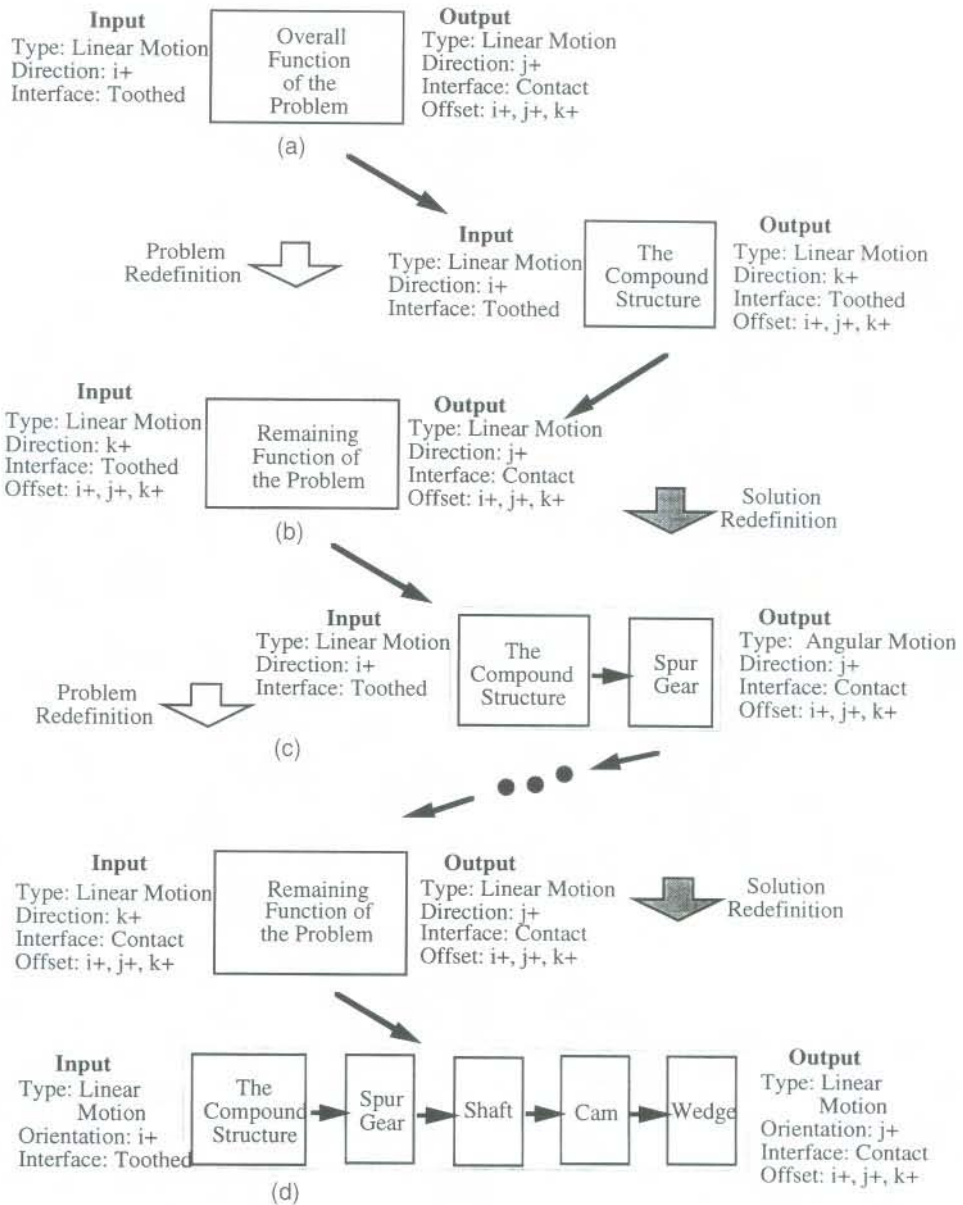 Input
Type: Linear Motion
Direction: i+
Interface: Toothed
Overall
Function
of the
Problem
Output
Type: Linear Motion
Direction: j+
Interface: Contact
Offset: i+, j+, k+
(a)
Problem
Redefinition
Input
Type: Linear Motion
Direction: i+
Interface: Toothed
The
Compound
Structure
Output
Type: Linear Motion
Direction: k+
Interface: Toothed
Offset: i+, j+, k+
Input
Type: Linear Motion
Direction: k+
Interface: Toothed
Offset: i+, j+, k+
Remaining
Function of
the Problem
Output
Type: Linear Motion
Direction: j+
Interface: Contact
Offset: i+, j+, k+
(b)
Solution
Redefinition
Input
Type: Linear Motion
Direction: i+
Interface: Toothed
The
Compound
Structure
Spur
Gear
Output
Type: Angular Motion
Direction: j+
Interface: Contact
Offset: i+, j+, k+
Problem
Redefinition
(c)
Input
Type: Linear Motion
Direction: k+
Interface: Contact
Offset: i+, j+, k+
Remaining
Function of
the Problem
Output
Type: Linear Motion
Direction: j+
Interface: Contact
Offset: i+, j+, k+
Solution
Redefinition
Input
Type: Linear
Motion
Orientation: i+
Interface: Toothed
The
Compound
Structure
Spur
Gear
Shaft
Cam
Wedge
Output
Type: Linear
Motion
Orientation: j+
Interface: Contact
Offset: i+, j+, k+
(d)